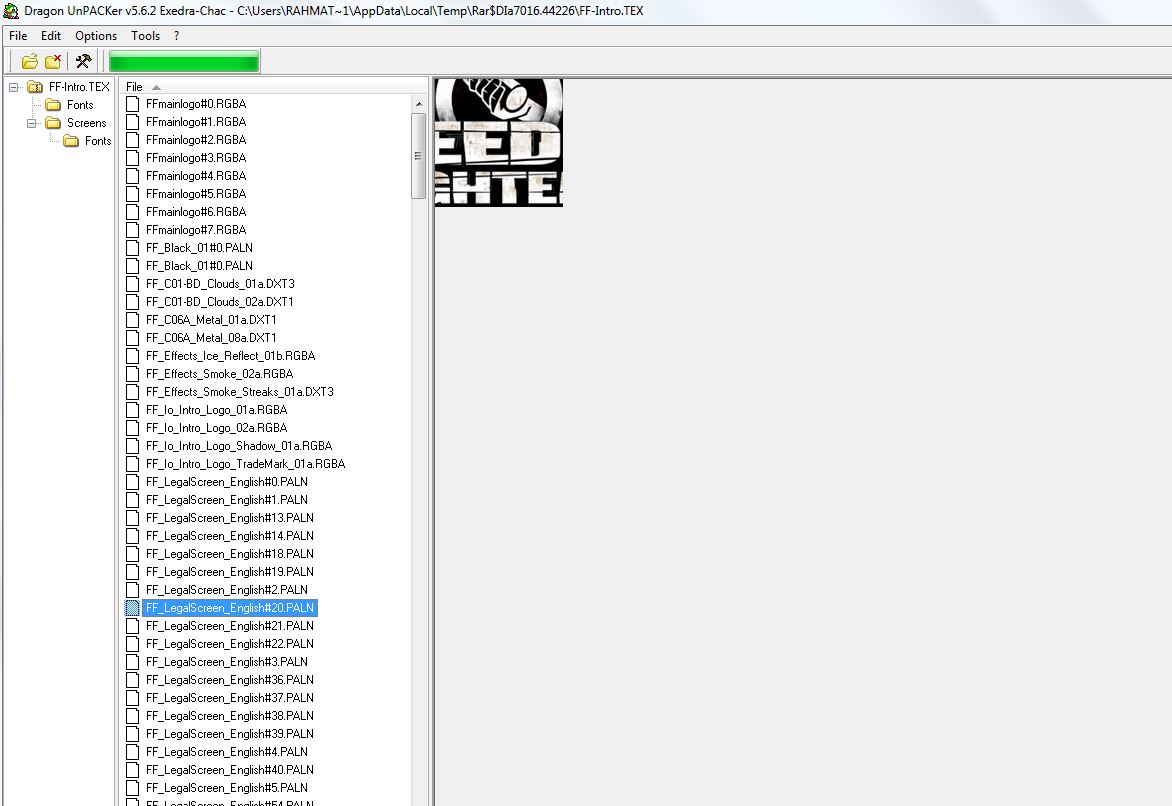 Dragon UnPACKer v5.6.2 Exedra-Chac - C:\Users\RAHMAT~1\AppData\Local\Temp\Rar$DIa7016.44226\FF-Intro.TEX
File Edit Options Tools ?
FF-Intro.TEX
Fonts
Screens
Fonts
File
FFmainlogo#0.RGBA
FFmainlogo#1.RGBA
FFmainlogo#2.RGBA
FFmainlogo#3.RGBA
FFmainlogo#4.RGBA
FFmainlogo#5.RGBA
FFmainlogo#6.RGBA
FFmainlogo#7.RGBA
FF_Black_01#0.PALN
FF_Black_01#0.PALN
FF_C01-BD_Clouds_01a.DXT3
FF_C01-BD_Clouds_02a.DXT1
FF_C06A_Metal_01a.DXT1
FF_C06A_Metal_08a.DXT1
FF_Effects_Ice_Reflect_01b.RGBA
FF_Effects_Smoke_02a.RGBA
FF_Effects_Smoke_Streaks_01a.DXT3
FF_Io_Intro_Logo_01a.RGBA
FF_Io_Intro_Logo_02a.RGBA
FF_Io_Intro_Logo_Shadow_01a.RGBA
FF_Io_Intro_Logo_TradeMark_01a.RGBA
FF_LegalScreen_English#0.PALN
FF_LegalScreen_English#1.PALN
FF_LegalScreen_English#13.PALN
FF_LegalScreen_English#14.PALN
FF_LegalScreen_English#18.PALN
FF_LegalScreen_English#19.PALN
FF_LegalScreen_English#2.PALN
FF_LegalScreen_English#20.PALN
FF_LegalScreen_English#21.PALN
FF_LegalScreen_English#22.PALN
FF_LegalScreen_English#3.PALN
FF_LegalScreen_English#36.PALN
FF_LegalScreen_English#37.PALN
FF_LegalScreen_English#38.PALN
FF_LegalScreen_English#39.PALN
FF_LegalScreen_English#4.PALN
FF_LegalScreen_English#40.PALN
FF_LegalScreen_English#5.PALN
FF_LegalScreen_English#54.PALN
EED
GHTE